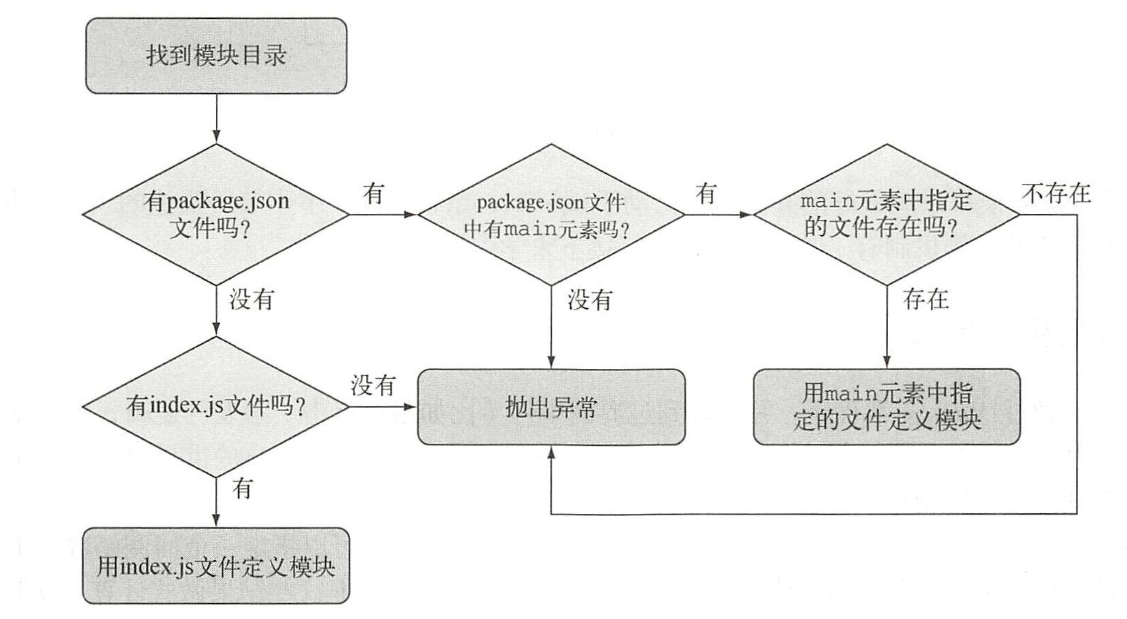 找到模块目录
有package.json
文件吗?
有
package.json文件
中有main元素吗?
有
main元素中指定
的文件存在吗?
不存在
没有
没有
存在
有index.js文件吗?
没有
抛出异常
用main元素中指
定的文件定义模块
有
用index.js文件定义模块